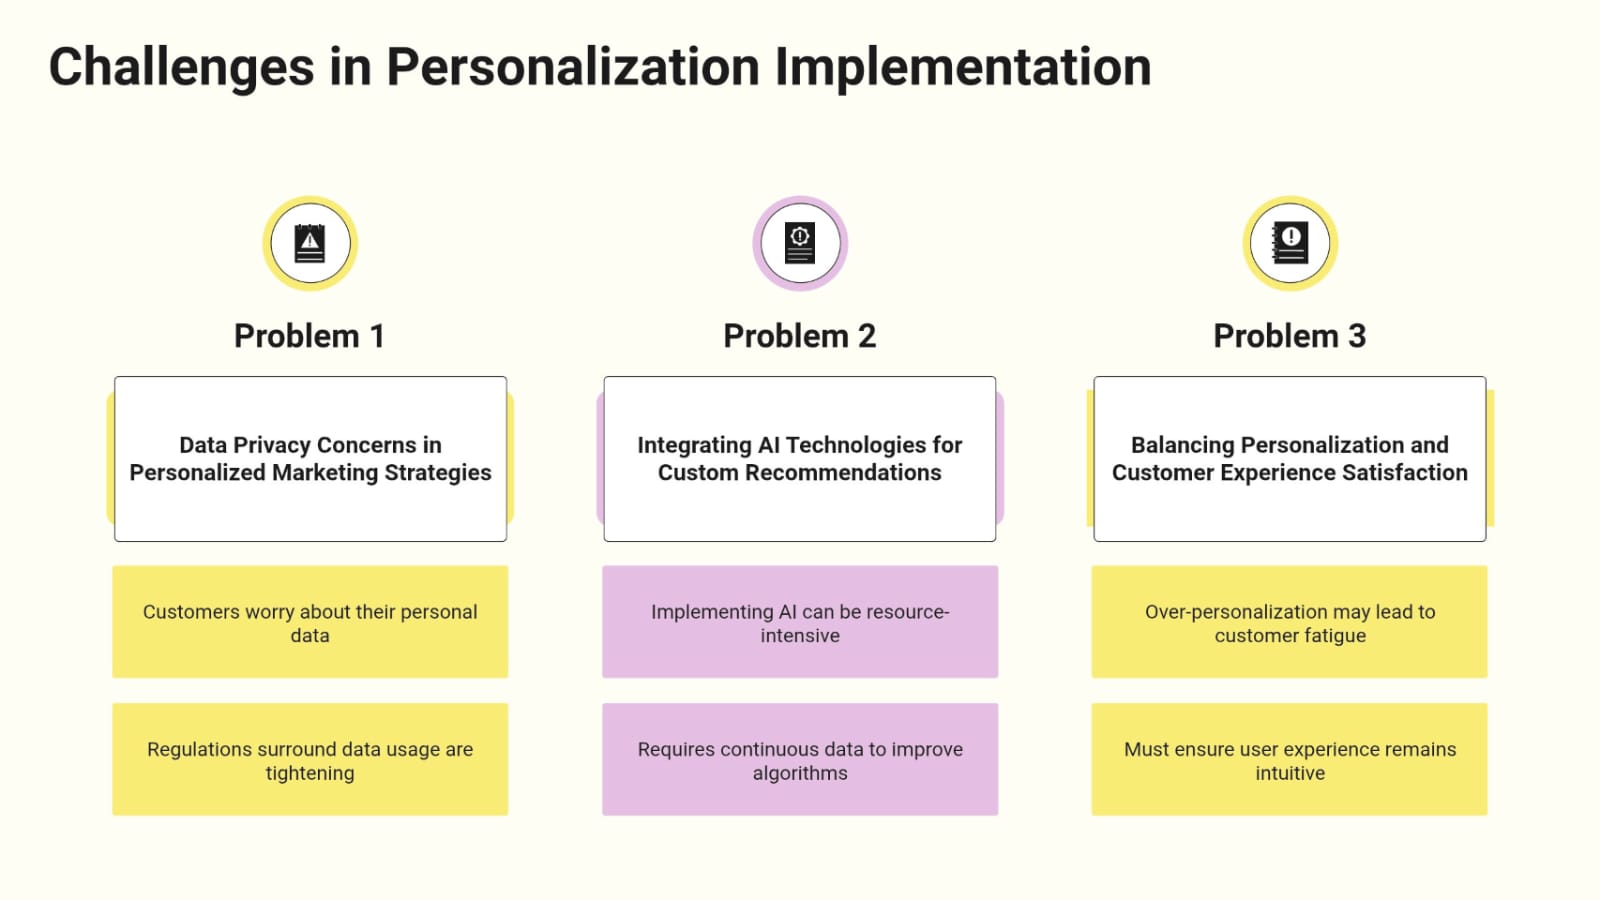 Challenges in Personalization Implementation
Problem 1
Data Privacy Concerns in
Personalized Marketing Strategies
Customers worry about their personal
data
Regulations surround data usage are
tightening
Problem 2
Integrating AI Technologies for
Custom Recommendations
Implementing AI can be resource-
intensive
Requires continuous data to improve
algorithms
Problem 3
Balancing Personalization and
Customer Experience Satisfaction
Over-personalization may lead to
customer fatigue
Must ensure user experience remains
intuitive